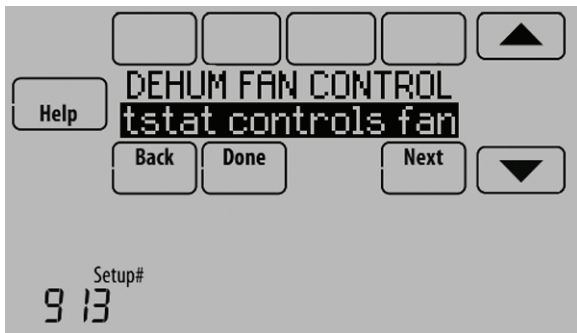 DEHUM FAN CONTROL
Help
tstat controls fan
Back Done Next
Setup#
913